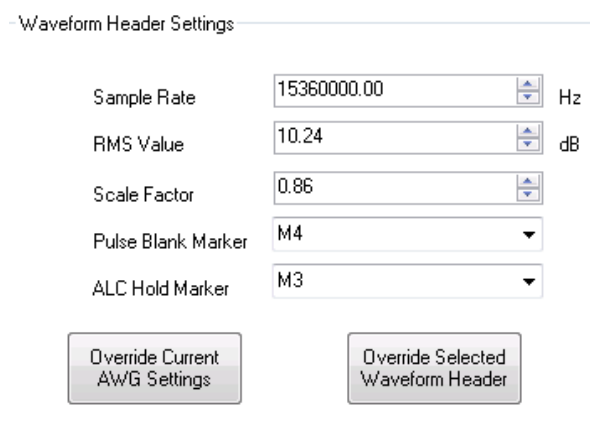 Waveform Header Settings
Sample Rate 15360000.00 Hz
RMS Value 10.24 dB
Scale Factor 0.86
Pulse Blank Marker M4
ALC Hold Marker M3
Override Current
AWG Settings
Override Selected
Waveform Header